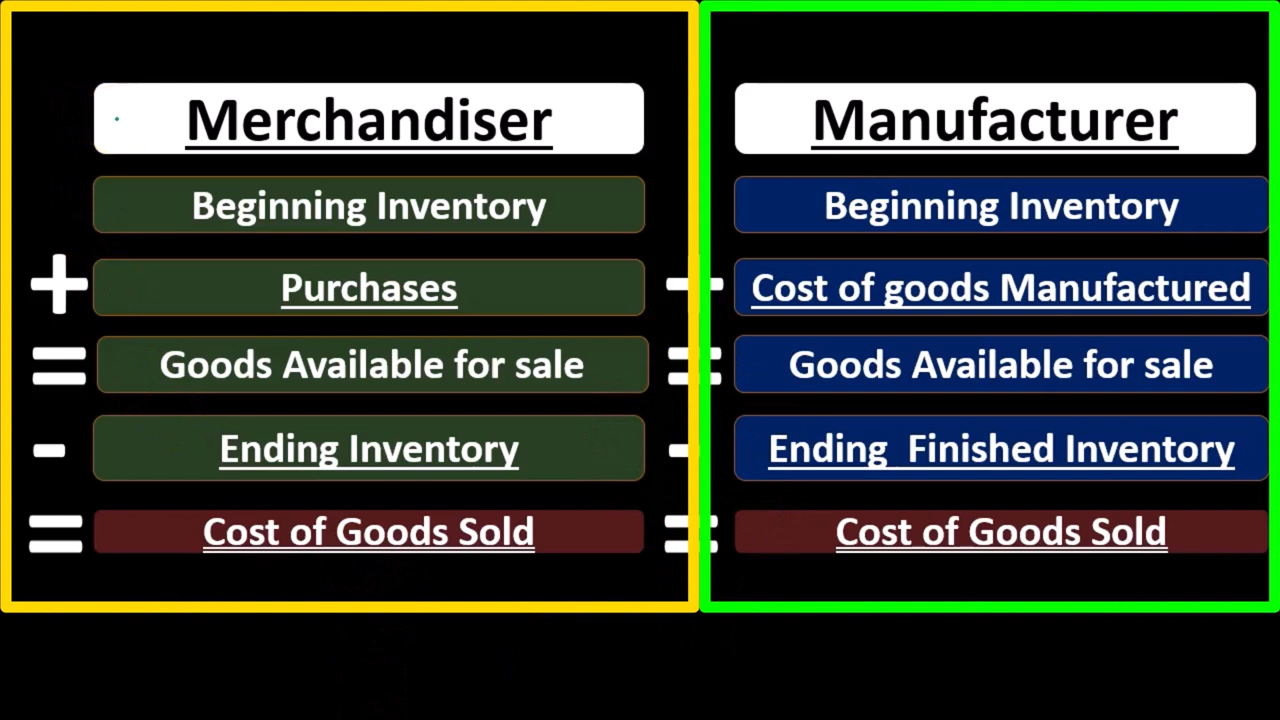 Merchandiser
Beginning Inventory
+ Purchases
= Goods Available for sale
- Ending Inventory
= Cost of Goods Sold
Manufacturer
Beginning Inventory
+ Cost of goods Manufactured
= Goods Available for sale
- Ending Finished Inventory
= Cost of Goods Sold